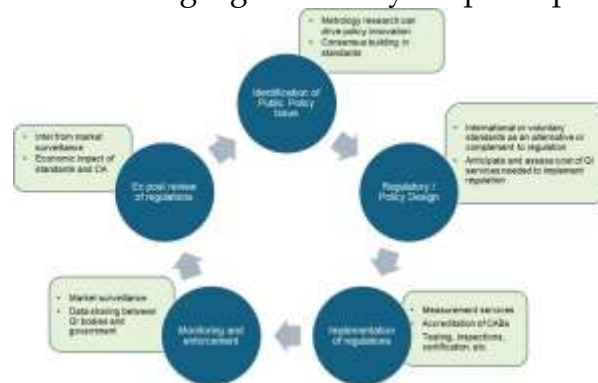 Metrology research can
drive policy innovation
Consensus building in
standards
Identification of
Public Policy
Issue
International or voluntary
standards as an alternative or
complement to regulation
Anticipate and assess cost of QI
services needed to implement
regulation
Regulatory /
Policy Design
Measurement services
Accreditation of CABs
Testing, inspections,
certification, etc.
Implementation
of regulations
Market surveillance
Data sharing between
QI bodies and
government
Monitoring and
enforcement
from market
surveillance
Economic impact of
standards and CA
Ex post review
of regulations